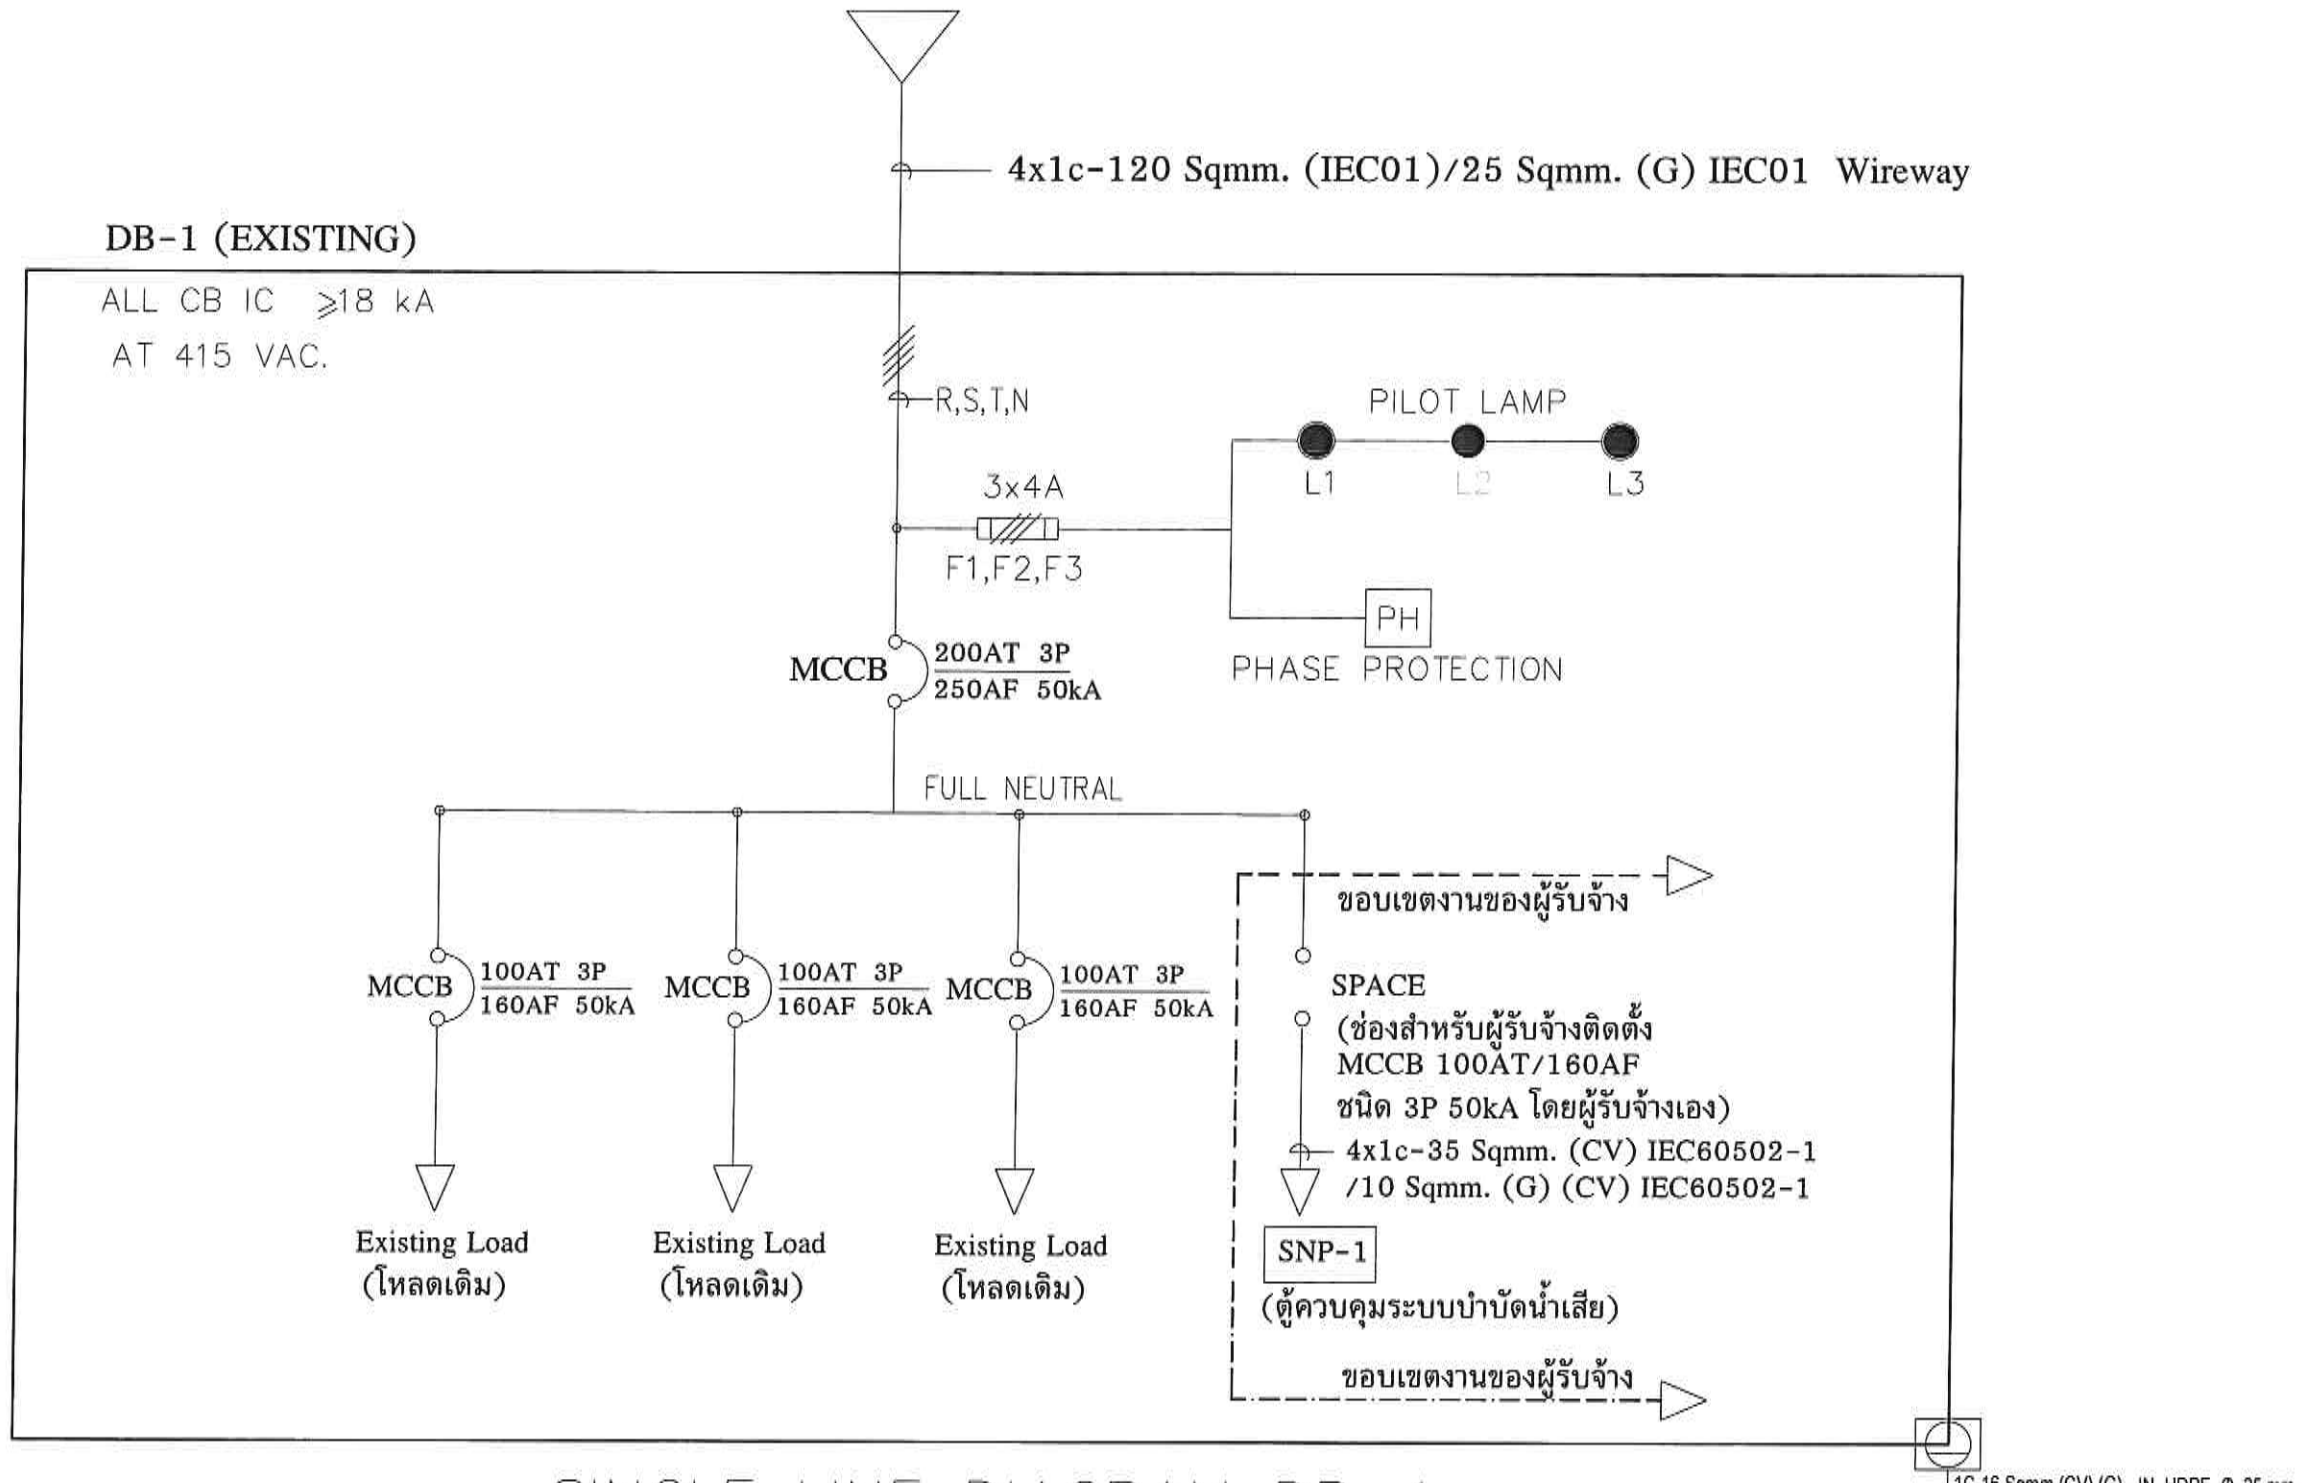 4x1c-120 Sqmm. (IEC01)/25 Sqmm. (G) IEC01 Wireway
DB-1 (EXISTING)
ALL CB IC ≥18 kA
AT 415 VAC.
R,S,T,N
PILOT LAMP
L1
L2
L3
3x4A
F1,F2,F3
PH
PHASE PROTECTION
MCCB
200AT 3P
250AF 50kA
FULL NEUTRAL
ขอบเขตงานของผู้รับจ้าง
MCCB
100AT 3P
160AF 50kA
MCCB
100AT 3P
160AF 50kA
MCCB
100AT 3P
160AF 50kA
SPACE
(ช่องสำหรับผู้รับจ้างติดตั้ง
MCCB 100AT/160AF
ชนิด 3P 50kA โดยผู้รับจ้างเอง)
4x1c-35 Sqmm. (CV) IEC60502-1
/10 Sqmm. (G) (CV) IEC60502-1
Existing Load
(โหลดเดิม)
Existing Load
(โหลดเดิม)
Existing Load
(โหลดเดิม)
SNP-1
(ตู้ควบคุมระบบบำบัดน้ำเสีย)
ขอบเขตงานของผู้รับจ้าง